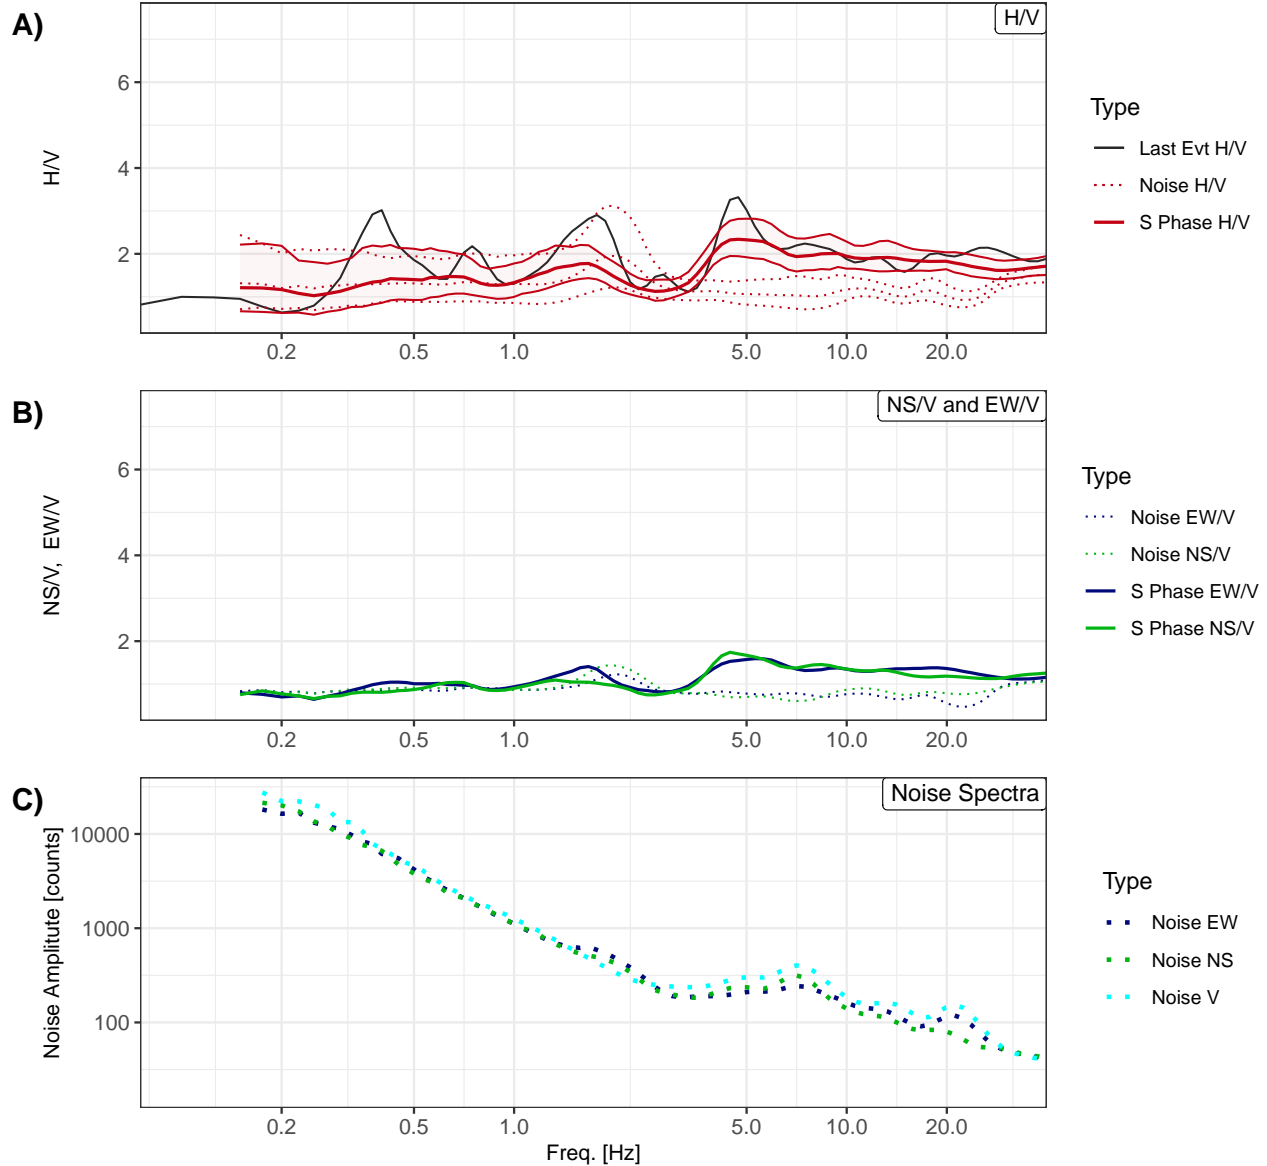 A)
H/V
H/V
6
4
2
0.2 0.5 1.0 5.0 10.0 20.0
Type
Last Evt H/V
Noise H/V
S Phase H/V
B)
NS/V and EW/V
NS/V, EW/V
6
4
2
0.2 0.5 1.0 5.0 10.0 20.0
Type
Noise EW/V
Noise NS/V
S Phase EW/V
S Phase NS/V
C)
Noise Spectra
Noise Amplitute [counts]
10000
1000
100
0.2 0.5 1.0 5.0 10.0 20.0
Freq. [Hz]
Type
Noise EW
Noise NS
Noise V